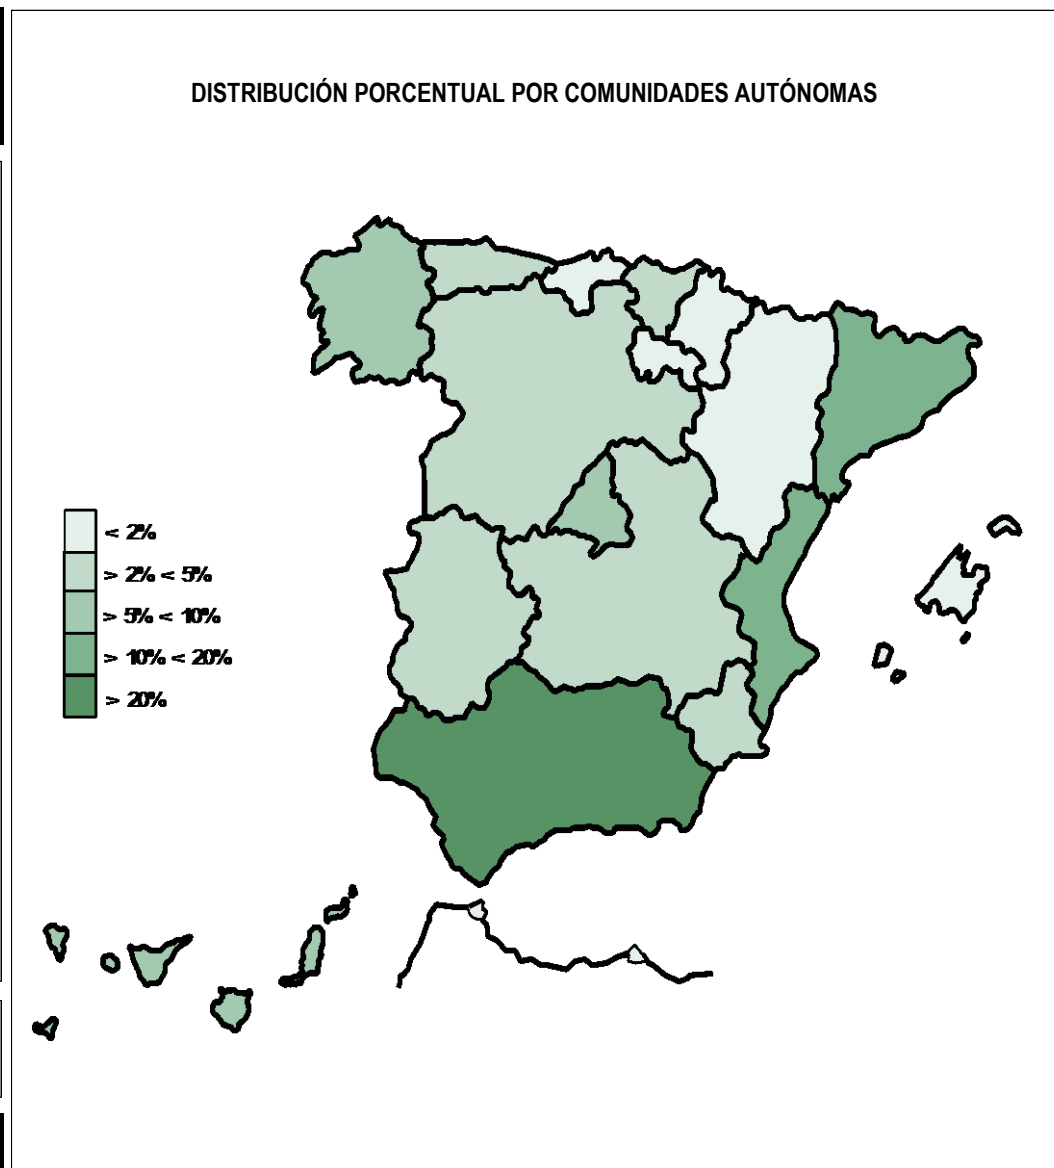 DISTRIBUCIÓN PORCENTUAL POR COMUNIDADES AUTÓNOMAS
< 2%
> 2% < 5%
> 5% < 10%
> 10% < 20%
> 20%